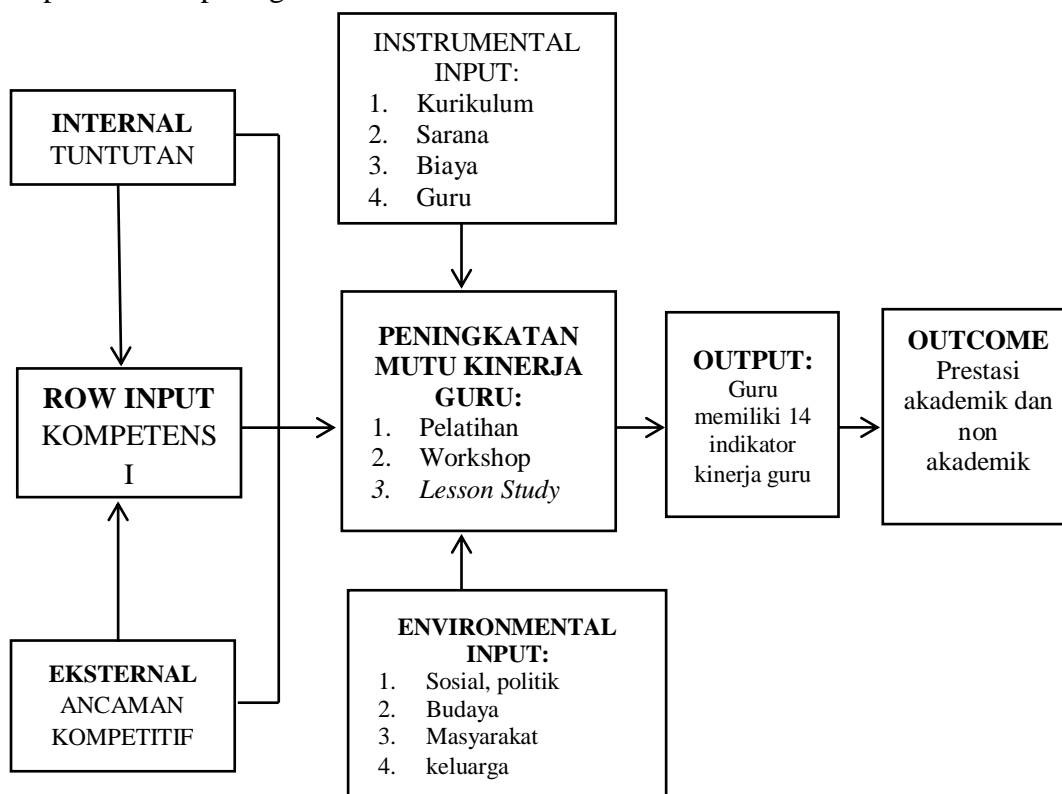 INSTRUMENTAL
INPUT:
1. Kurikulum
2. Sarana
3. Biaya
4. Guru
INTERNAL
TUNTUTAN
ROW INPUT
KOMPETENS
I
EKSTERNAL
ANCAMAN
KOMPETITIF
PENINGKATAN
MUTU KINERJA
GURU:
1. Pelatihan
2. Workshop
3. Lesson Study
ENVIRONMENTAL
INPUT:
1. Sosial, politik
2. Budaya
3. Masyarakat
4. keluarga
OUTPUT:
Guru
memiliki 14
indikator
kinerja guru
OUTCOME
Prestasi
akademik dan
non
akademik